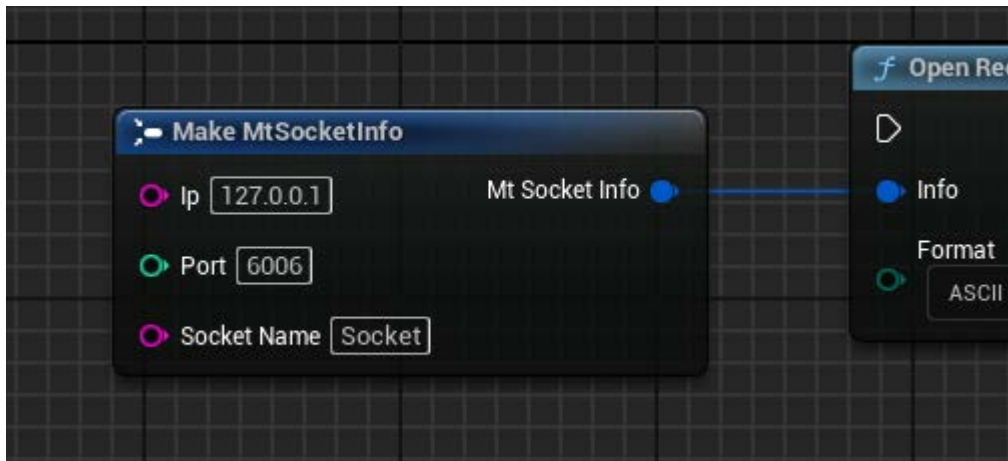 Make MtSocketInfo
Ip 127.0.0.1
Mt Socket Info
Port 6006
Socket Name Socket
Open
Info
Format
ASCII